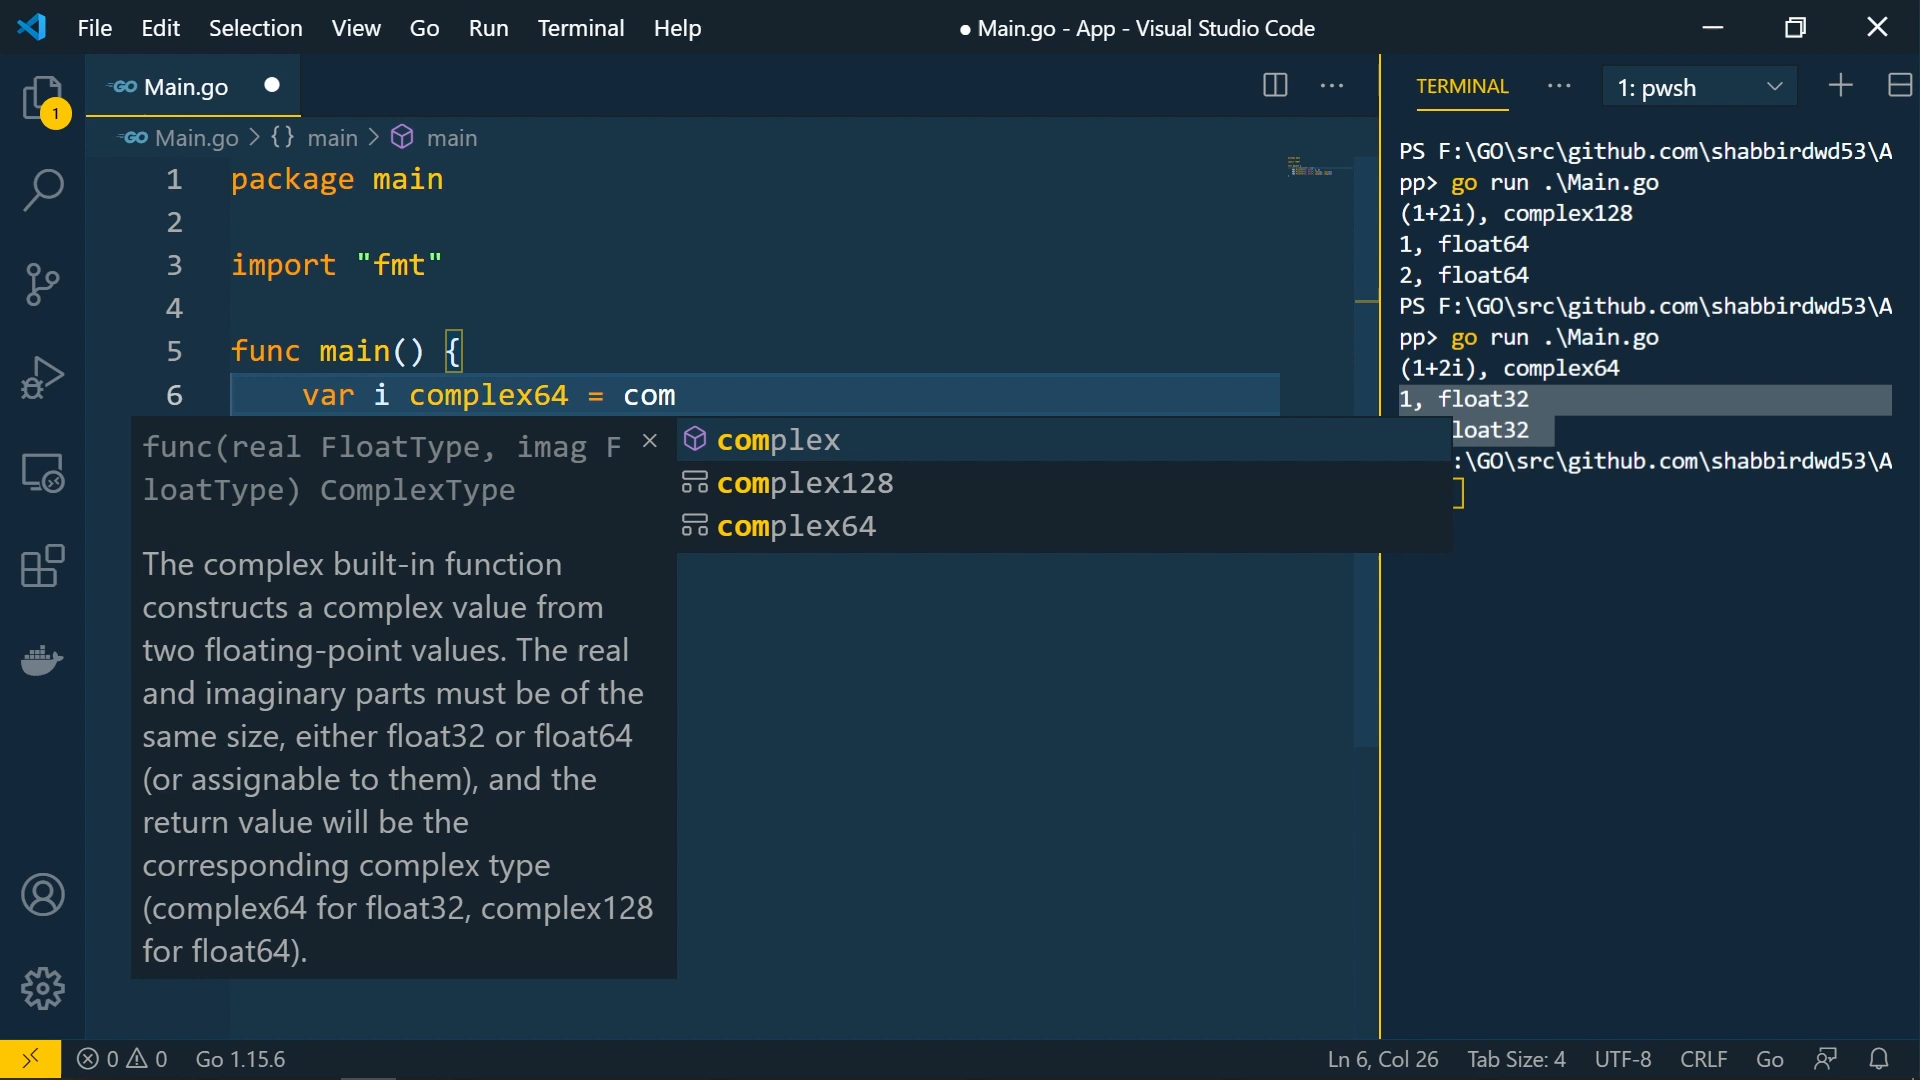 File Edit Selection View Go Run Terminal Help
● Main.go - App - Visual Studio Code
GO Main.go ●
1
GO Main.go > {} main > main
1 package main
2
3 import "fmt"
4
5 func main() {
6 var i complex64 = com
func(real FloatType, imag F
loatType) ComplexType
The complex built-in function
constructs a complex value from
two floating-point values. The real
and imaginary parts must be of the
same size, either float32 or float64
(or assignable to them), and the
return value will be the
corresponding complex type
(complex64 for float32, complex128
for float64).
complex
complex128
complex64
TERMINAL ... 1: pwsh
PS F:\GO\src\github.com\shabbirdwd53\A
pp> go run .\Main.go
(1+2i), complex128
1, float64
2, float64
PS F:\GO\src\github.com\shabbirdwd53\A
pp> go run .\Main.go
(1+2i), complex64
1, float32
loat32
:\GO\src\github.com\shabbirdwd53\A
0 0 Go 1.15.6
Ln 6, Col 26 Tab Size: 4 UTF-8 CRLF Go